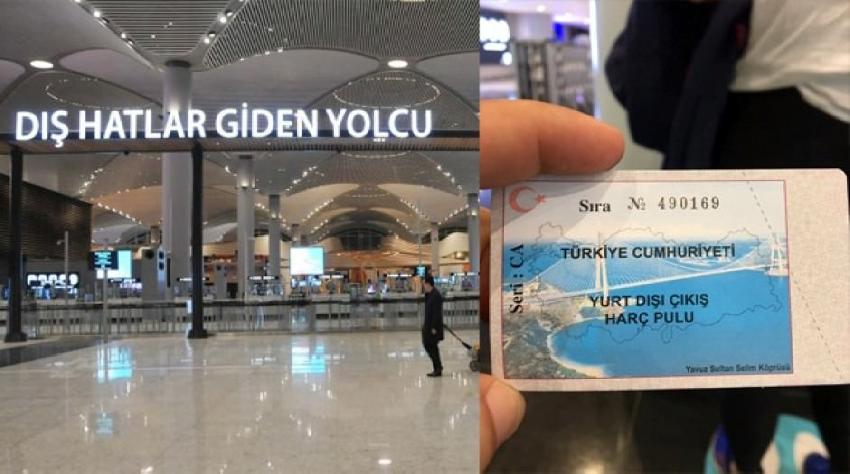 DIŞ HATLAR GİDEN YOLCU
Sıra № 490169
Seri : CA
TÜRKİYE CUMHURİYETİ
YURT DIŞI ÇIKIŞ
HARÇ PULU
Yavuz Sultan Selim Köprüsü